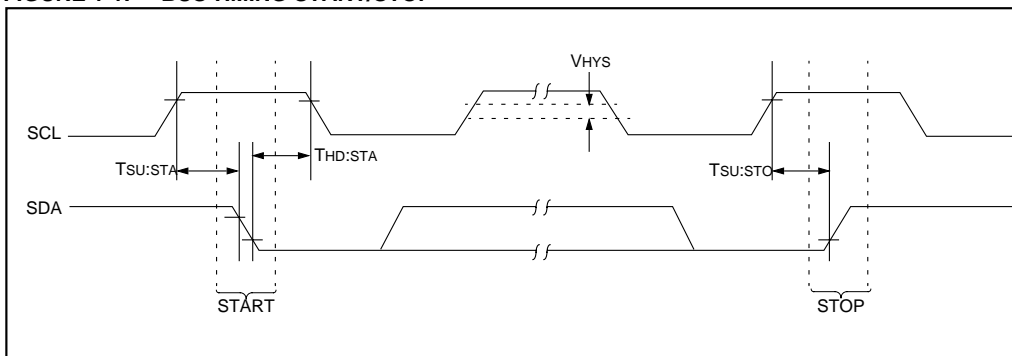 VHYS
SCL
TSU:STA
THD:STA
TSU:STO
SDA
START
STOP